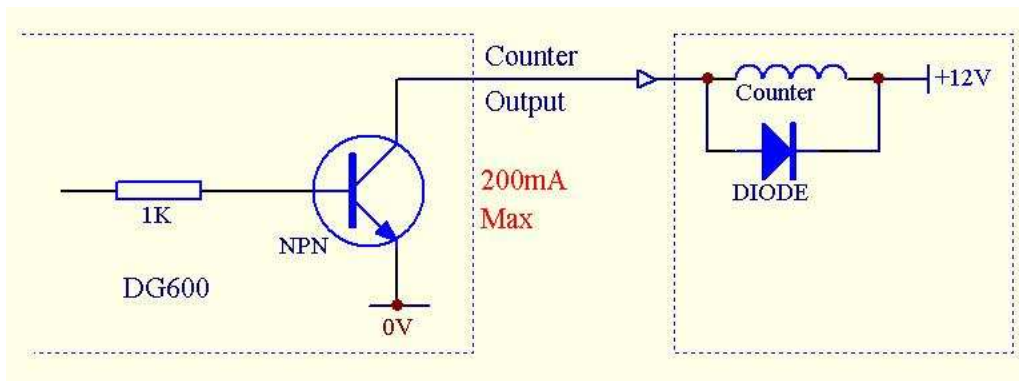 Counter
Output
+12V
Counter
DIODE
200mA
Max
1K
NPN
DG600
0V